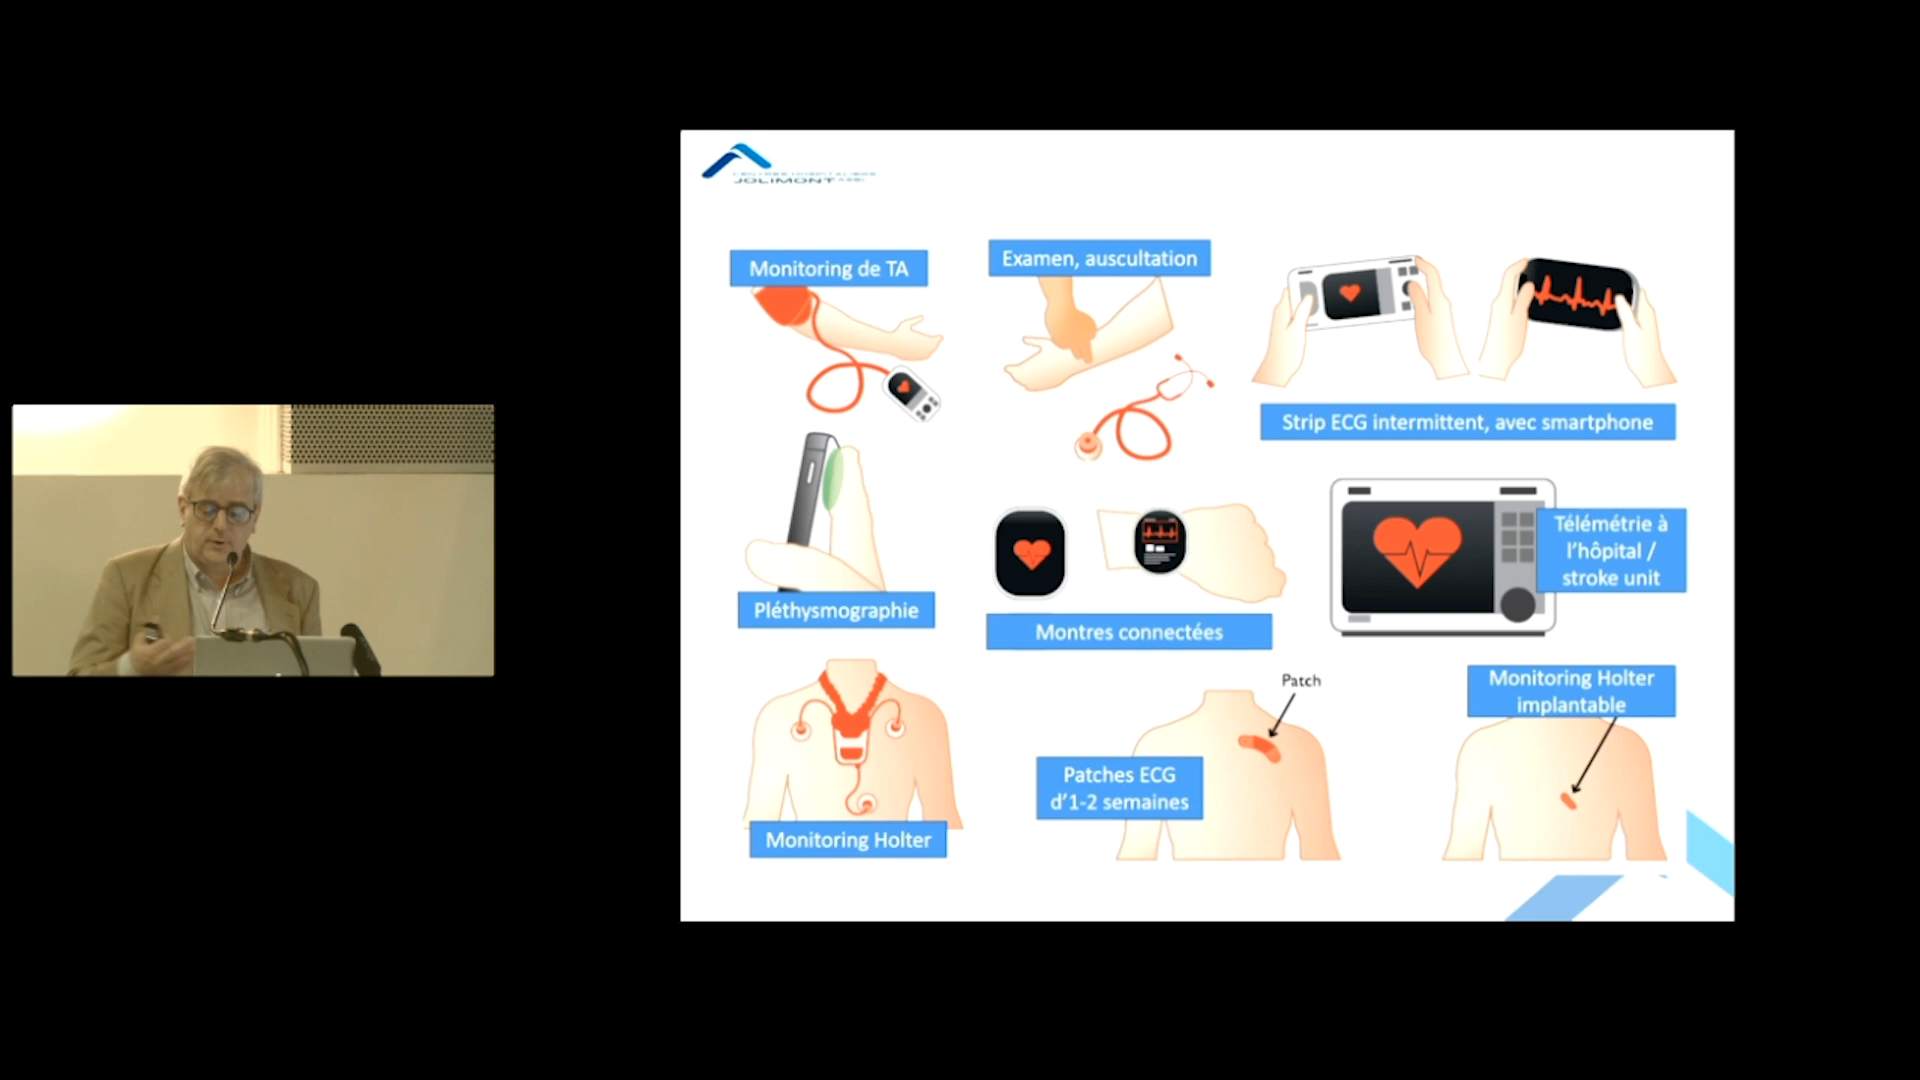 JOLIMONT
Monitoring de TA
Examen, auscultation
Strip ECG intermittent, avec smartphone
Pléthysmographie
Montres connectées
Télémétrie à
l'hôpital /
stroke unit
Monitoring Holter
Patch
Patches ECG
d'1-2 semaines
Monitoring Holter
implantable